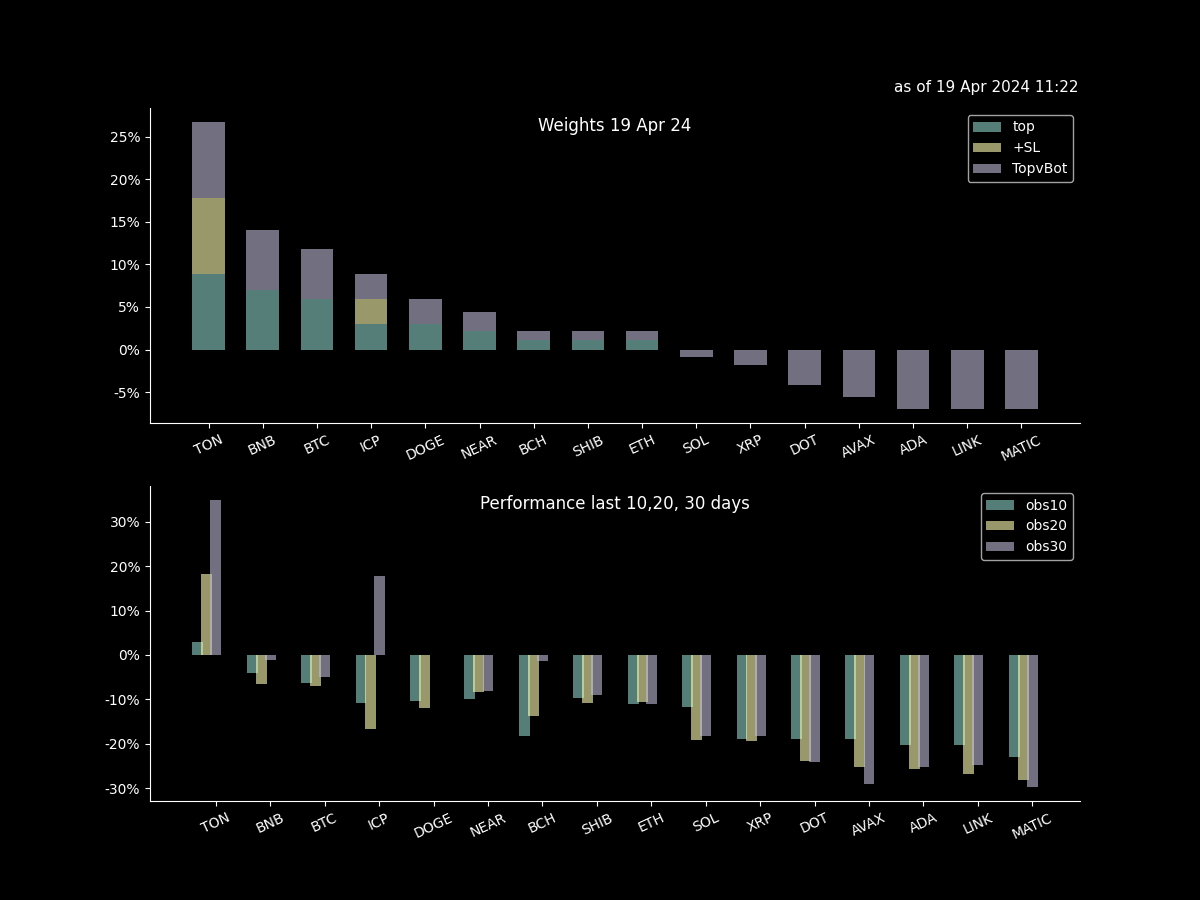 as of 19 Apr 2024 11:22
Weights 19 Apr 24
top
+SL
TopvBot
25%
20%
15%
10%
5%
0%
-5%
TON BNB BTC ICP DOGE NEAR BCH SHIB ETH SOL XRP DOT AVAX ADA LINK MATIC
Performance last 10,20, 30 days
obs10
obs20
obs30
30%
20%
10%
0%
-10%
-20%
-30%
TON BNB BTC ICP DOGE NEAR BCH SHIB ETH SOL XRP DOT AVAX ADA LINK MATIC